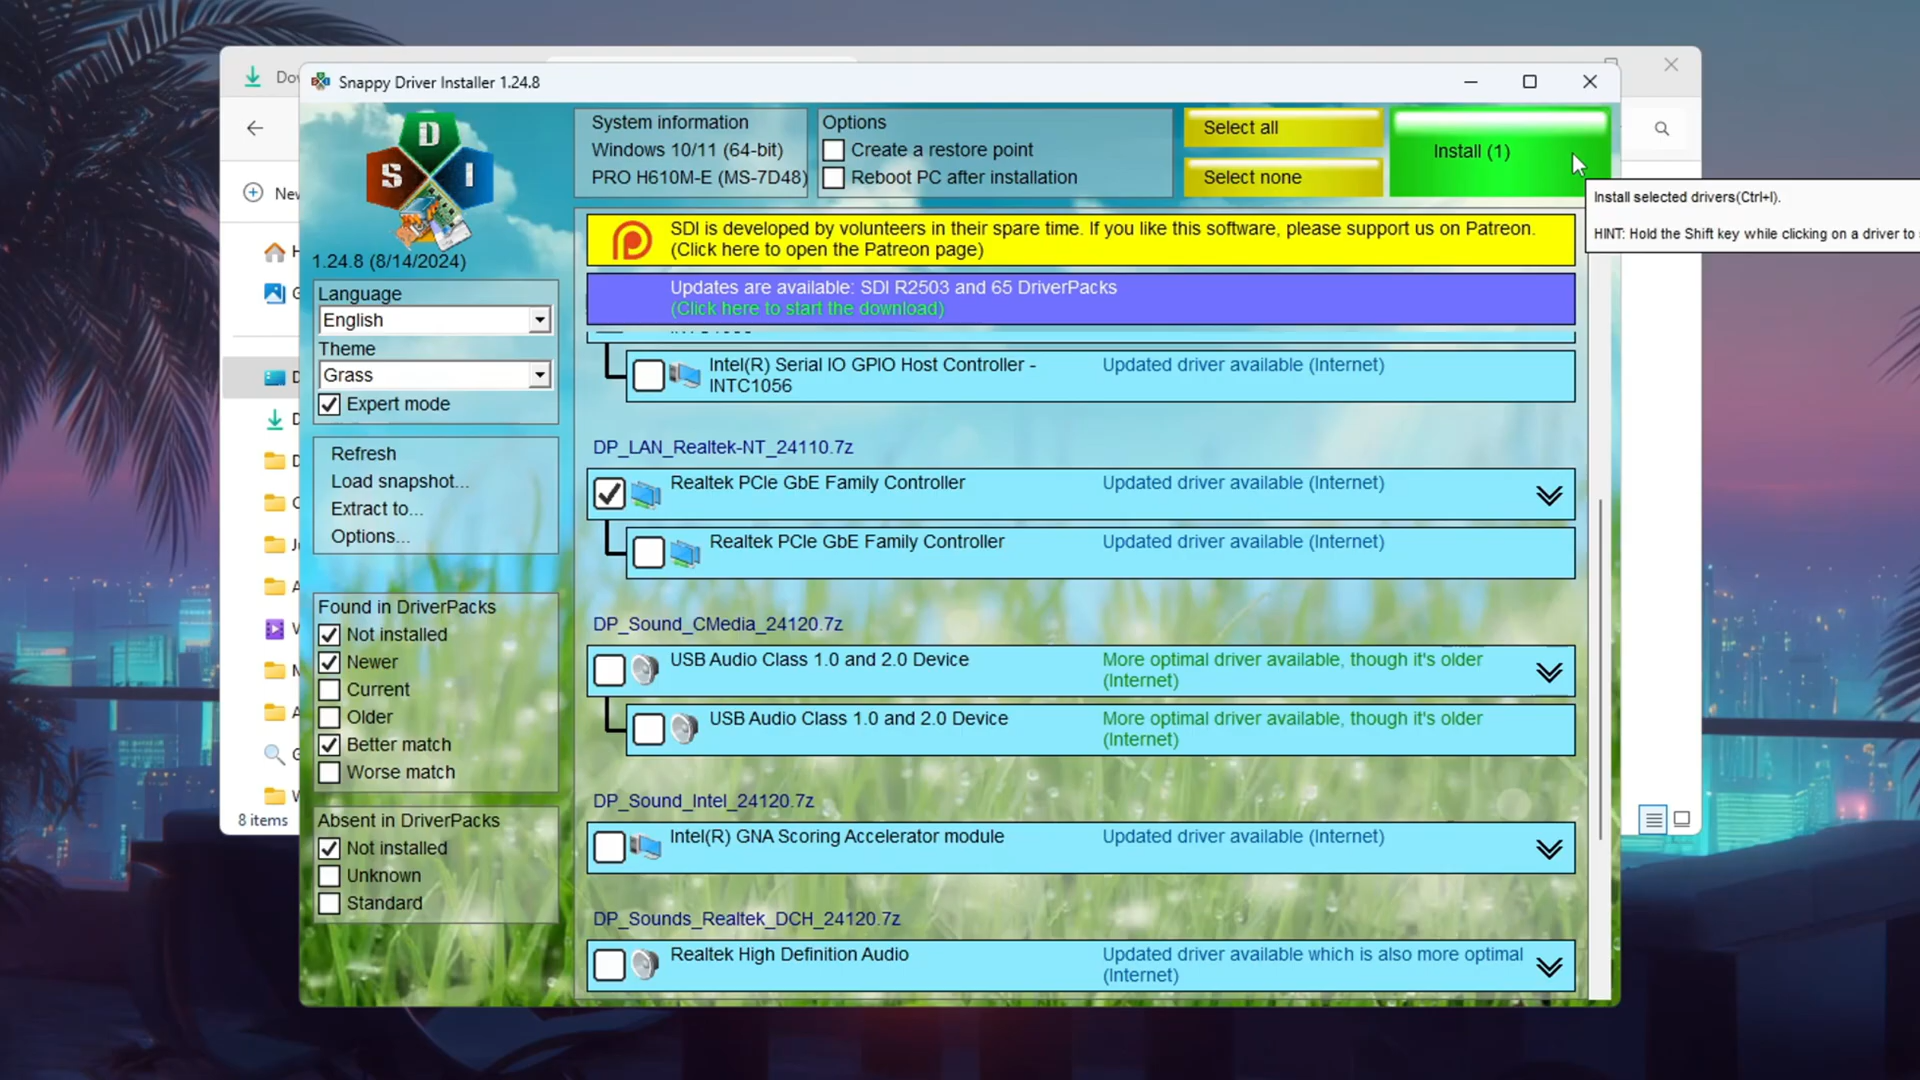 Dov
Snappy Driver Installer 1.24.8
New
8 items
D
S
I
1.24.8 (8/14/2024)
Language
English
Theme
Grass
Expert mode
Refresh
Load snapshot...
Extract to...
Options...
Found in DriverPacks
Not installed
Newer
Current
Older
Better match
Worse match
Absent in DriverPacks
Not installed
Unknown
Standard
System information
Windows 10/11 (64-bit)
PRO H610M-E (MS-7D48)
Options
Create a restore point
Reboot PC after installation
Select all
Select none
Install (1)
Install selected drivers(Ctrl+I).
HINT: Hold the Shift key while clicking on a driver to
SDI is developed by volunteers in their spare time. If you like this software, please support us on Patreon.
(Click here to open the Patreon page)
Updates are available: SDI R2503 and 65 DriverPacks
(Click here to start the download)
Intel(R) Serial IO GPIO Host Controller - Updated driver available (Internet)
INTC1056
DP_LAN_Realtek-NT_24110.7z
Realtek PCIe GbE Family Controller Updated driver available (Internet)
Realtek PCIe GbE Family Controller Updated driver available (Internet)
DP_Sound_CMedia_24120.7z
USB Audio Class 1.0 and 2.0 Device More optimal driver available, though it's older
(Internet)
USB Audio Class 1.0 and 2.0 Device More optimal driver available, though it's older
(Internet)
DP_Sound_Intel_24120.7z
Intel(R) GNA Scoring Accelerator module Updated driver available (Internet)
DP_Sounds_Realtek_DCH_24120.7z
Realtek High Definition Audio Updated driver available which is also more optimal
(Internet)